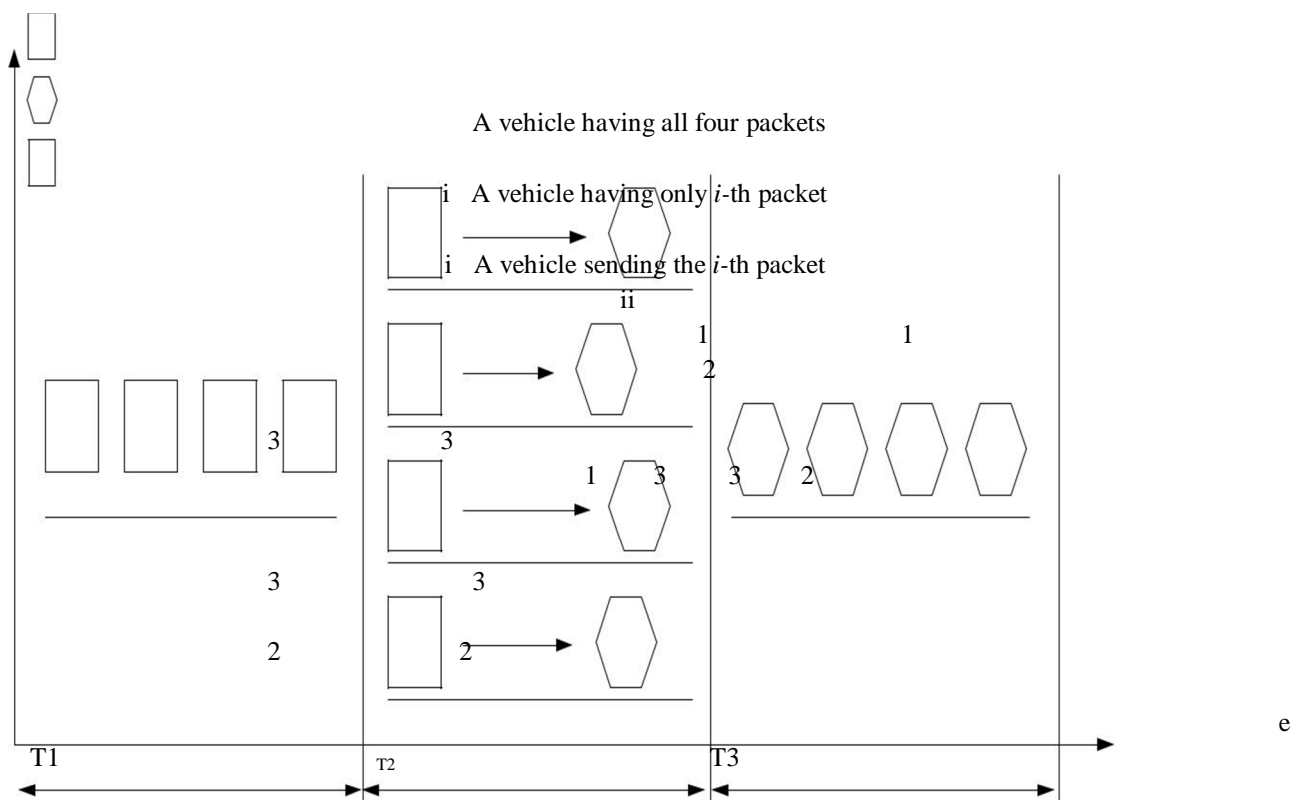 A vehicle having all four packets
i A vehicle having only i-th packet
i A vehicle sending the i-th packet
ii
1 1
2
3 3
1 3 3 2
3 3
2 2
e
T1 T2 T3